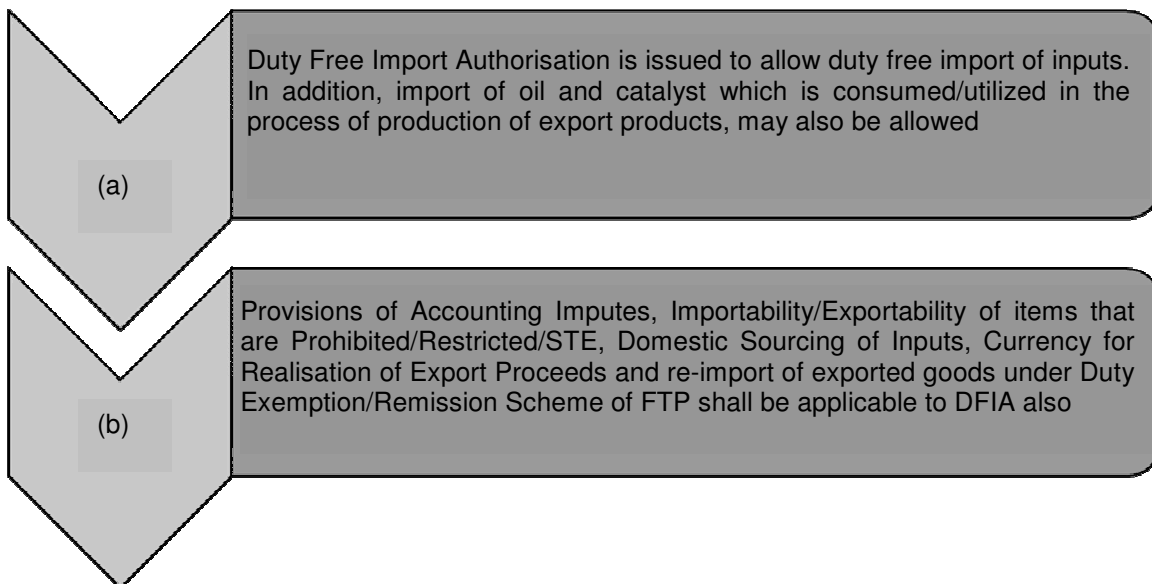 Duty Free Import Authorisation is issued to allow duty free import of inputs.
In addition, import of oil and catalyst which is consumed/utilized in the
process of production of export products, may also be allowed
(a)
Provisions of Accounting Imputes, Importability/Exportability of items that
are Prohibited/Restricted/STE, Domestic Sourcing of Inputs, Currency for
Realisation of Export Proceeds and re-import of exported goods under Duty
Exemption/Remission Scheme of FTP shall be applicable to DFIA also
(b)